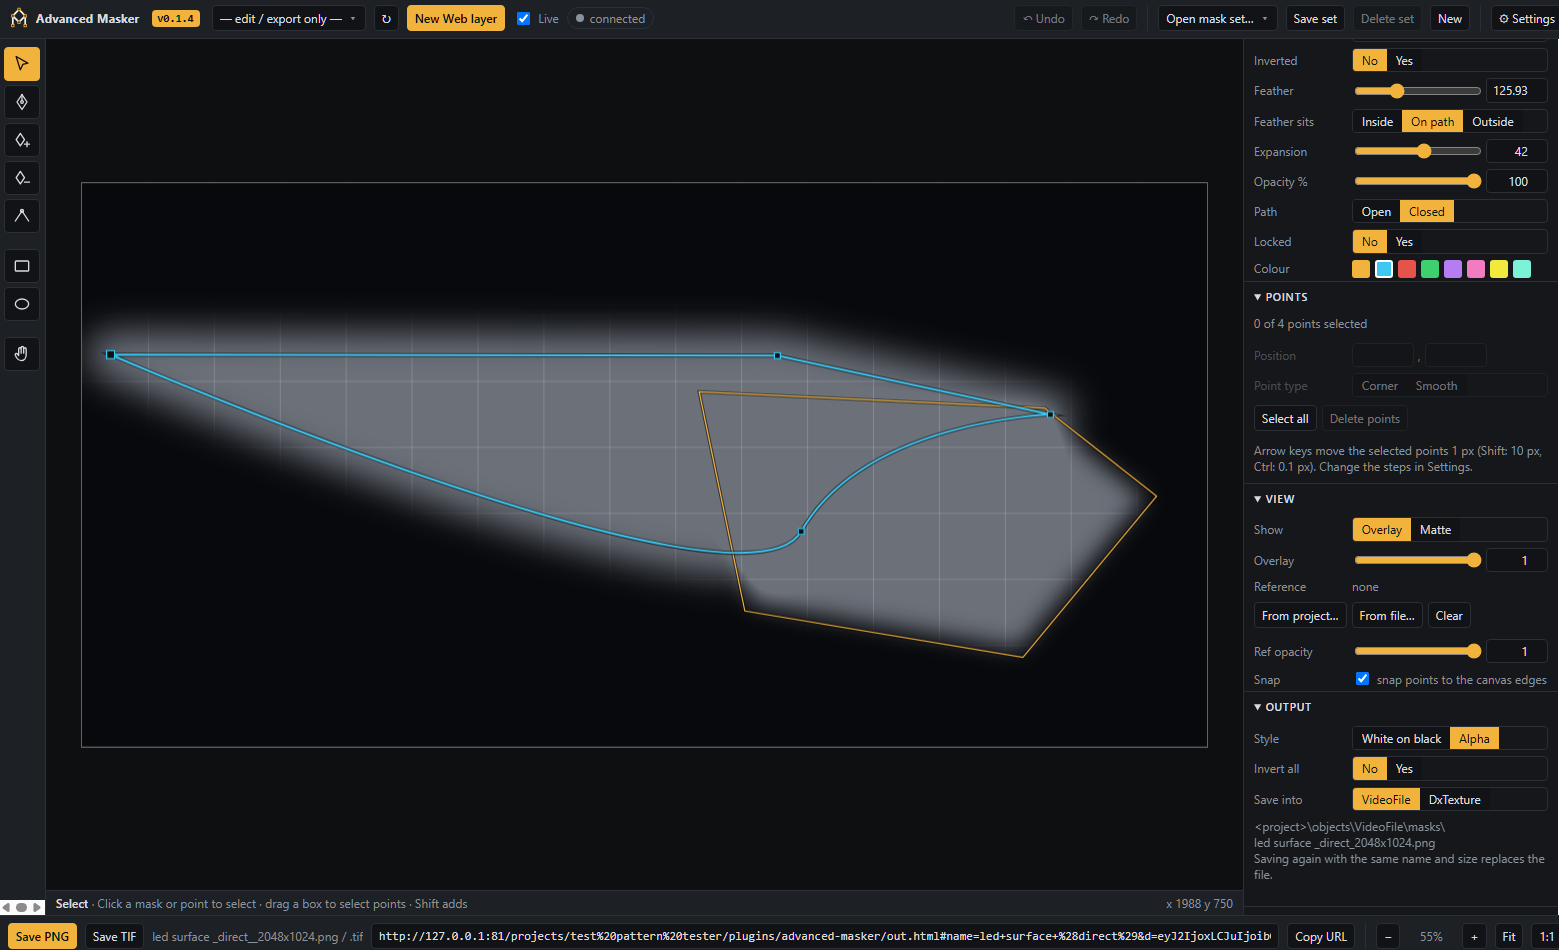 Advanced Masker v0.1.4 — edit / export only — ↻ New Web layer Live connected ↶ Undo ↷ Redo Open mask set... Save set Delete set New ⚙ Settings
Inverted No Yes
Feather 125.93
Feather sits Inside On path Outside
Expansion 42
Opacity % 100
Path Open Closed
Locked No Yes
Colour
▼ POINTS
0 of 4 points selected
Position ,
Point type Corner Smooth
Select all Delete points
Arrow keys move the selected points 1 px (Shift: 10 px,
Ctrl: 0.1 px). Change the steps in Settings.
▼ VIEW
Show Overlay Matte
Overlay 1
Reference none
From project... From file... Clear
Ref opacity 1
Snap snap points to the canvas edges
▼ OUTPUT
Style White on black Alpha
Invert all No Yes
Save into VideoFile DxTexture
<project>\objects\VideoFile\masks\
led surface _direct_2048x1024.png
Saving again with the same name and size replaces the
file.
Select · Click a mask or point to select · drag a box to select points · Shift adds x 1988 y 750
Save PNG Save TIF led surface _direct__2048x1024.png / .tif http://127.0.0.1:81/projects/test%20pattern%20tester/plugins/advanced-masker/out.html#name=led+surface+%28direct%29&d=eyJ2IjoxLCJuIjoib Copy URL − 55% + Fit 1:1